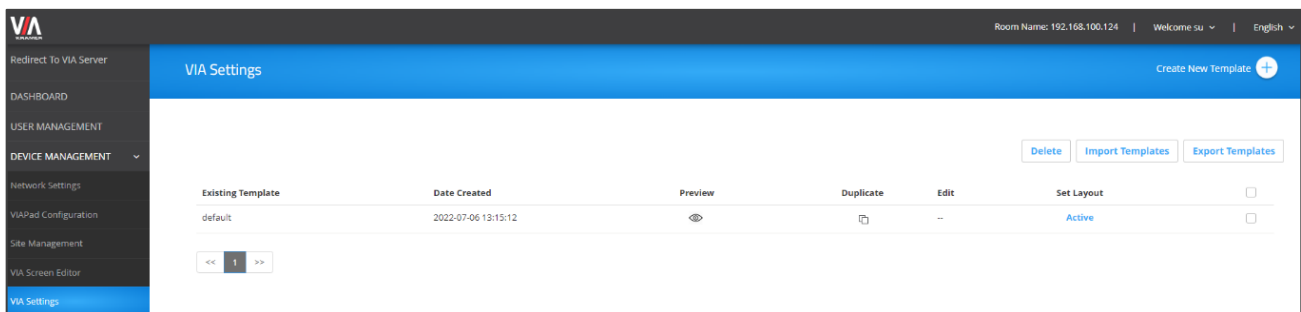 VIA
KRAMER
Room Name: 192.168.100.124 | Welcome su | English
Redirect To VIA Server
VIA Settings
Create New Template
DASHBOARD
USER MANAGEMENT
DEVICE MANAGEMENT
Delete Import Templates Export Templates
Network Settings
Existing Template Date Created Preview Duplicate Edit Set Layout
VIAPad Configuration
default 2022-07-06 13:15:12 -- Active
Site Management
<< 1 >>
VIA Screen Editor
VIA Settings